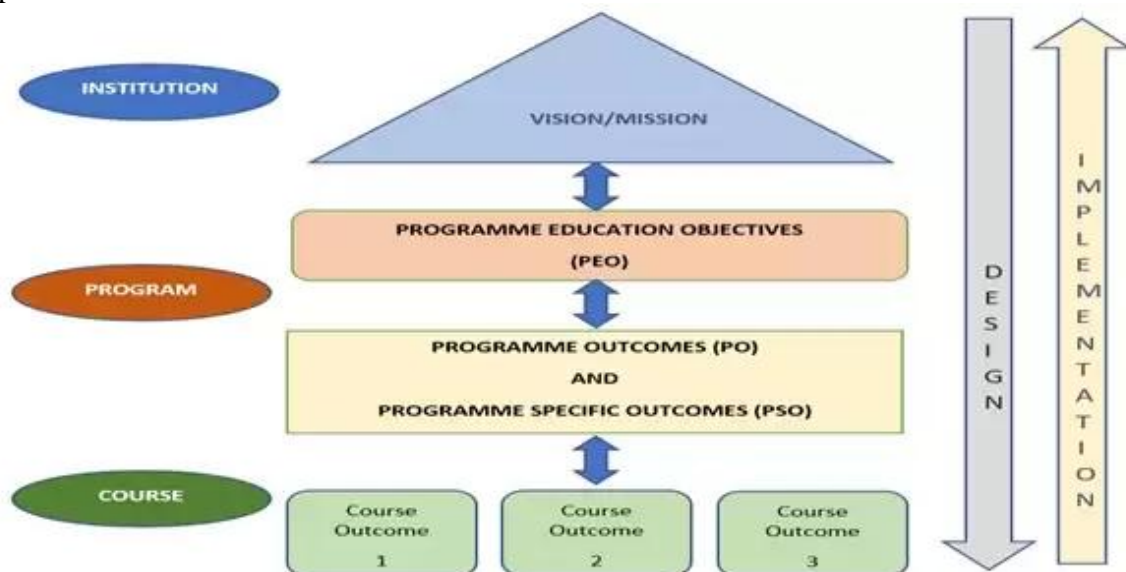 INSTITUTION
VISION/MISSION
PROGRAMME EDUCATION OBJECTIVES
(PEO)
PROGRAM
PROGRAMME OUTCOMES (PO)
AND
PROGRAMME SPECIFIC OUTCOMES (PSO)
COURSE
Course
Outcome
1
Course
Outcome
2
Course
Outcome
3
DESIGN
IMPLEMENTATION